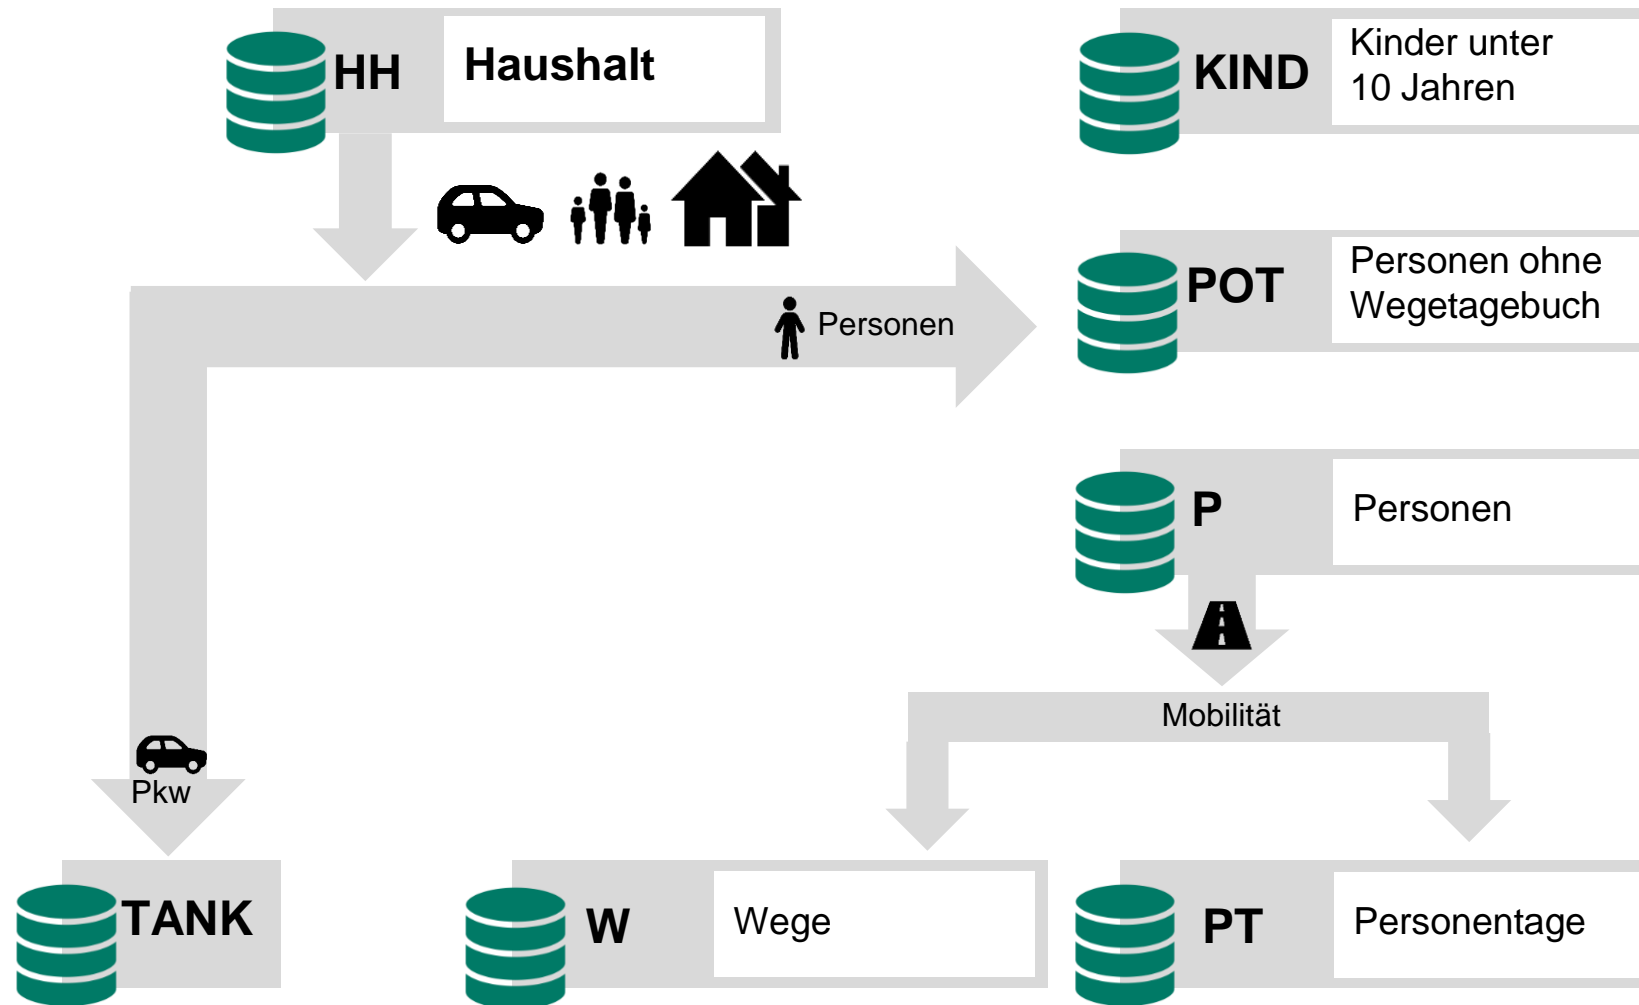 HH
Haushalt
KIND
Kinder unter
10 Jahren
POT
Personen ohne
Wegetagebuch
Personen
P
Personen
Mobilität
Pkw
TANK
W
Wege
PT
Personentage